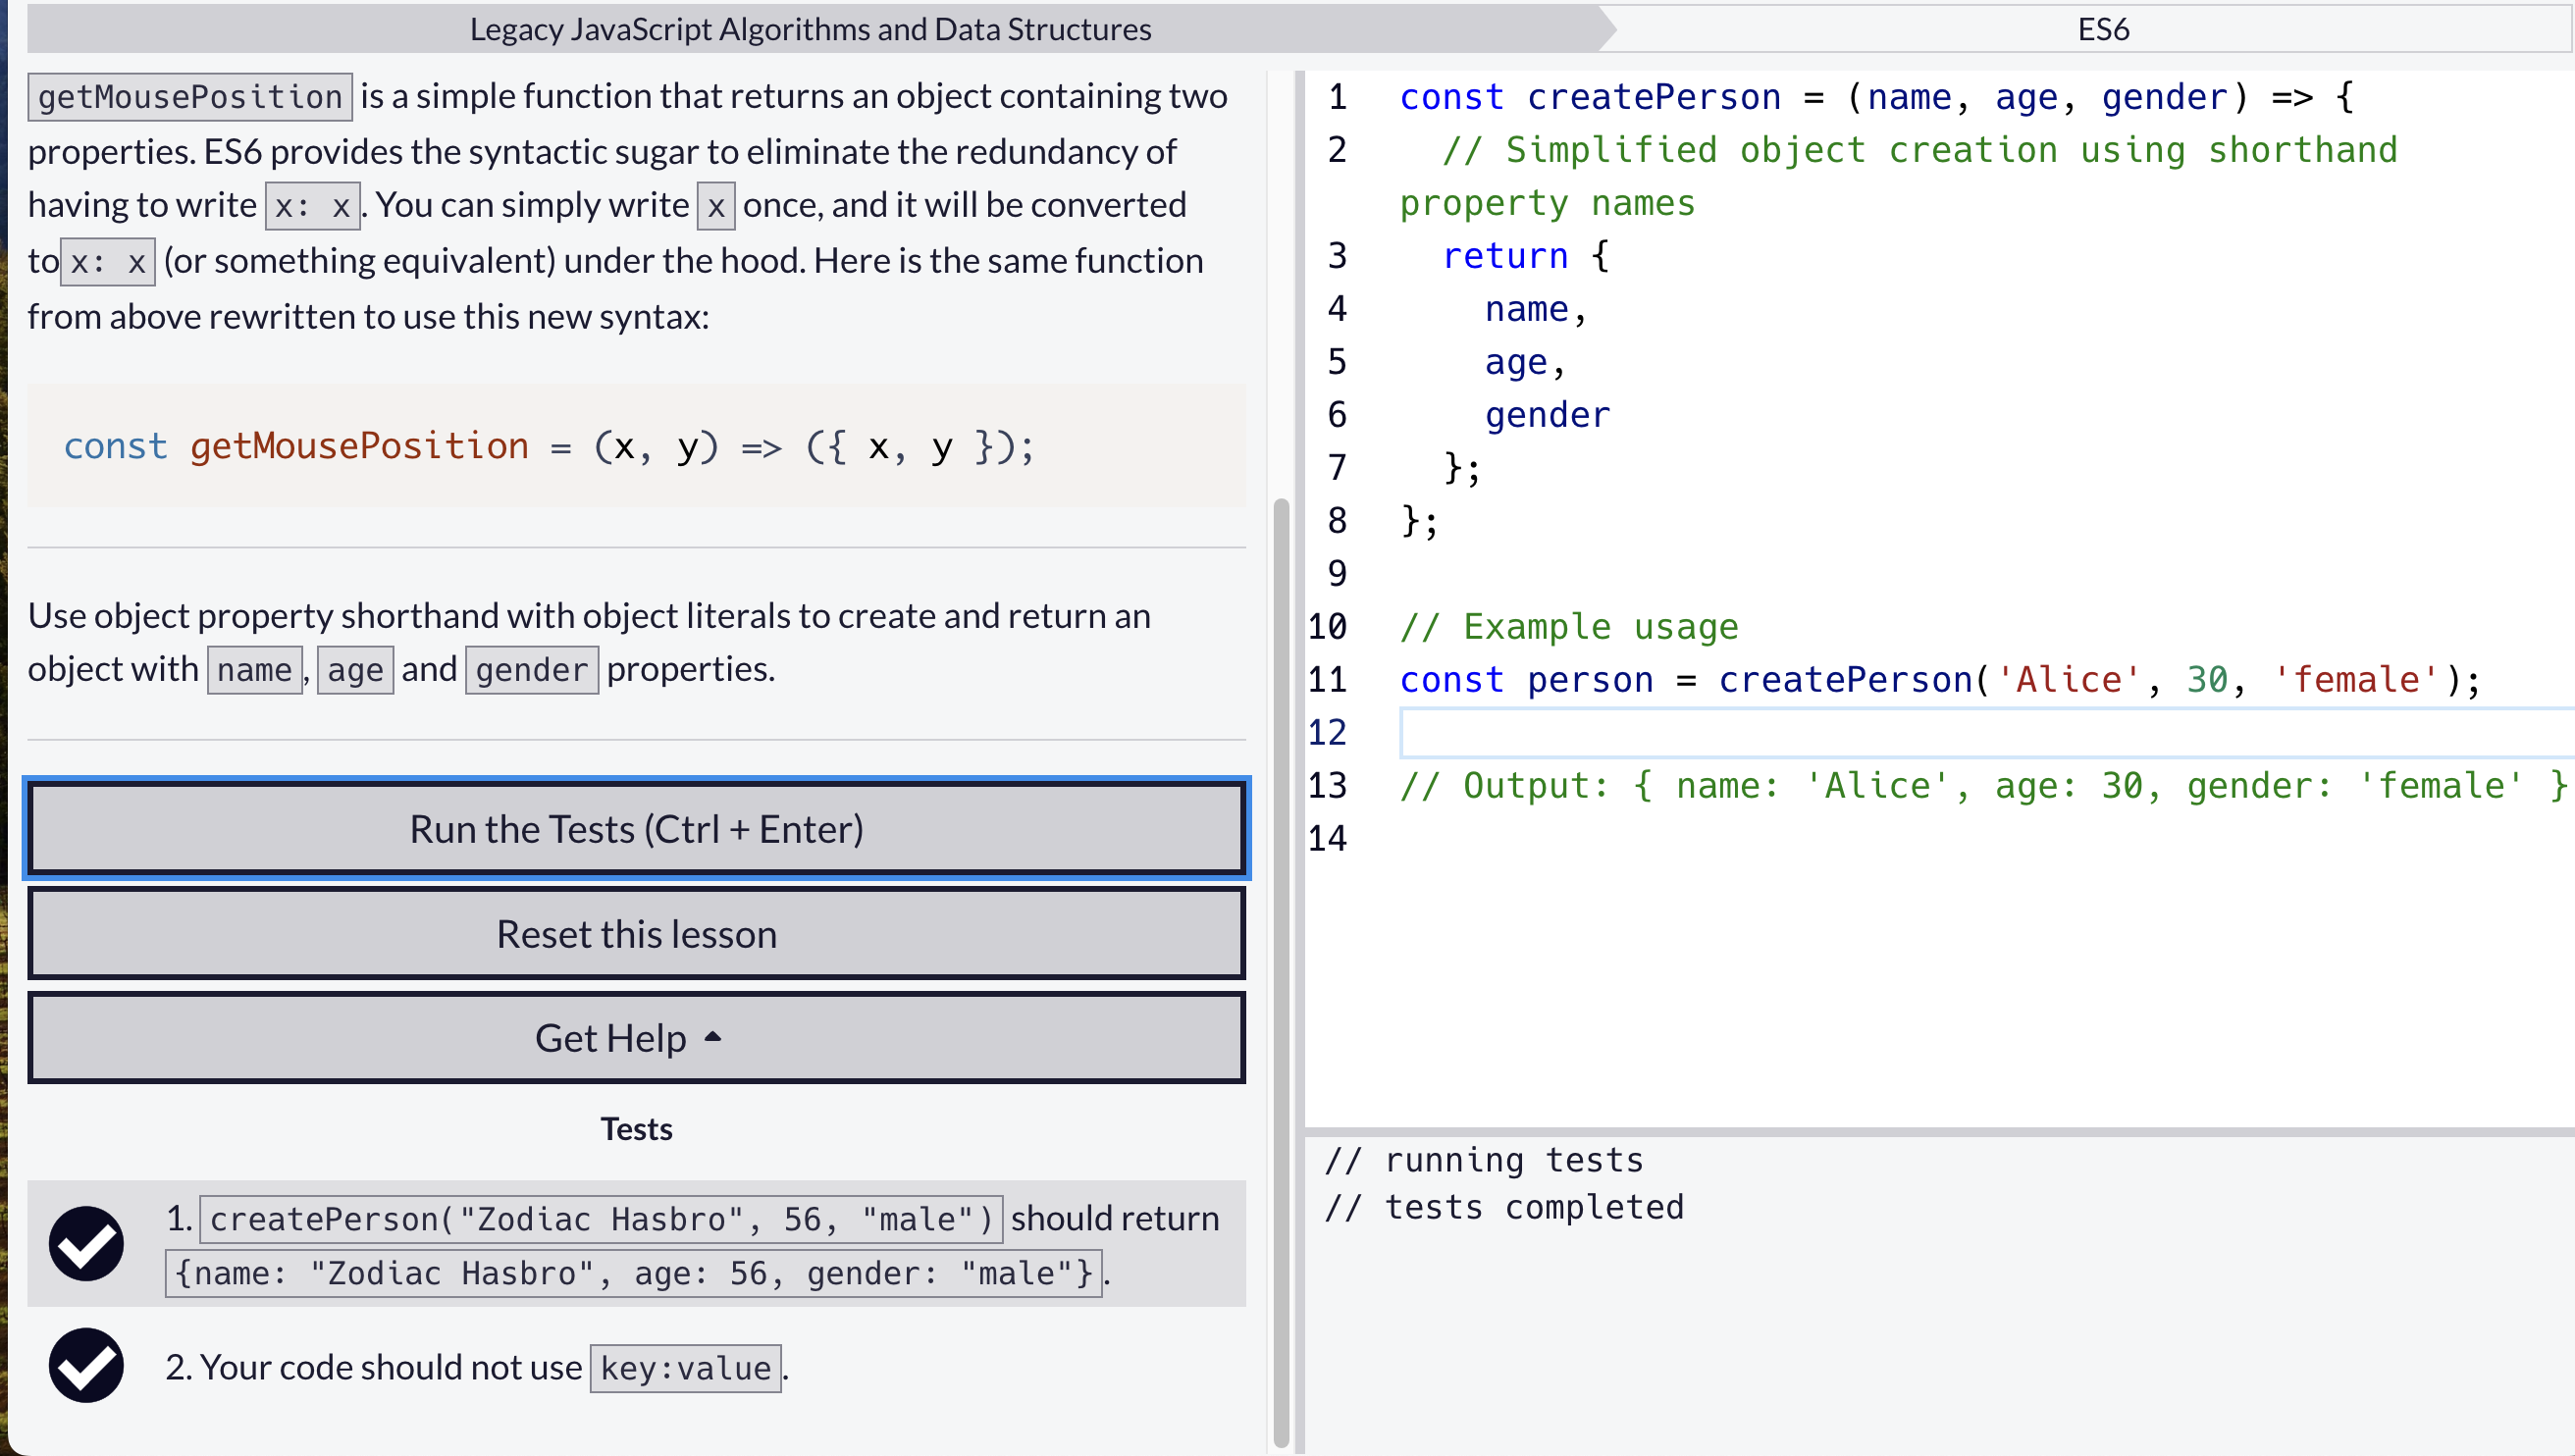 Legacy JavaScript Algorithms and Data Structures
ES6
getMousePosition is a simple function that returns an object containing two
properties. ES6 provides the syntactic sugar to eliminate the redundancy of
having to write x: x. You can simply write x once, and it will be converted
to x: x (or something equivalent) under the hood. Here is the same function
from above rewritten to use this new syntax:
const getMousePosition = (x, y) => ({ x, y });
Use object property shorthand with object literals to create and return an
object with name, age and gender properties.
Run the Tests (Ctrl + Enter)
Reset this lesson
Get Help
Tests
1. createPerson("Zodiac Hasbro", 56, "male") should return
{name: "Zodiac Hasbro", age: 56, gender: "male"}.
2. Your code should not use key:value.
1 const createPerson = (name, age, gender) => {
2   // Simplified object creation using shorthand
property names
3   return {
4     name,
5     age,
6     gender
7   };
8 };
9
10 // Example usage
11 const person = createPerson('Alice', 30, 'female');
12
13 // Output: { name: 'Alice', age: 30, gender: 'female' }
14
// running tests
// tests completed